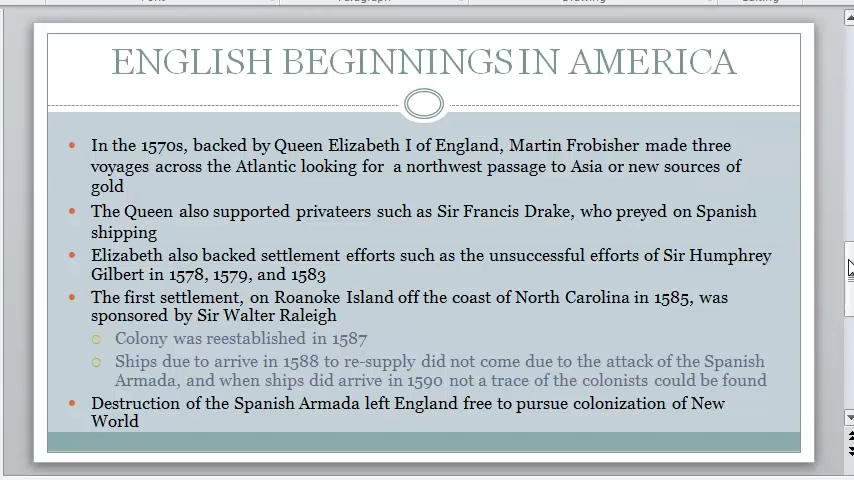 ENGLISH BEGINNINGS IN AMERICA
In the 1570s, backed by Queen Elizabeth I of England, Martin Frobisher made three
voyages across the Atlantic looking for a northwest passage to Asia or new sources of
gold
The Queen also supported privateers such as Sir Francis Drake, who preyed on Spanish
shipping
Elizabeth also backed settlement efforts such as the unsuccessful efforts of Sir Humphrey
Gilbert in 1578, 1579, and 1583
The first settlement, on Roanoke Island off the coast of North Carolina in 1585, was
sponsored by Sir Walter Raleigh
Colony was reestablished in 1587
Ships due to arrive in 1588 to re-supply did not come due to the attack of the Spanish
Armada, and when ships did arrive in 1590 not a trace of the colonists could be found
Destruction of the Spanish Armada left England free to pursue colonization of New
World